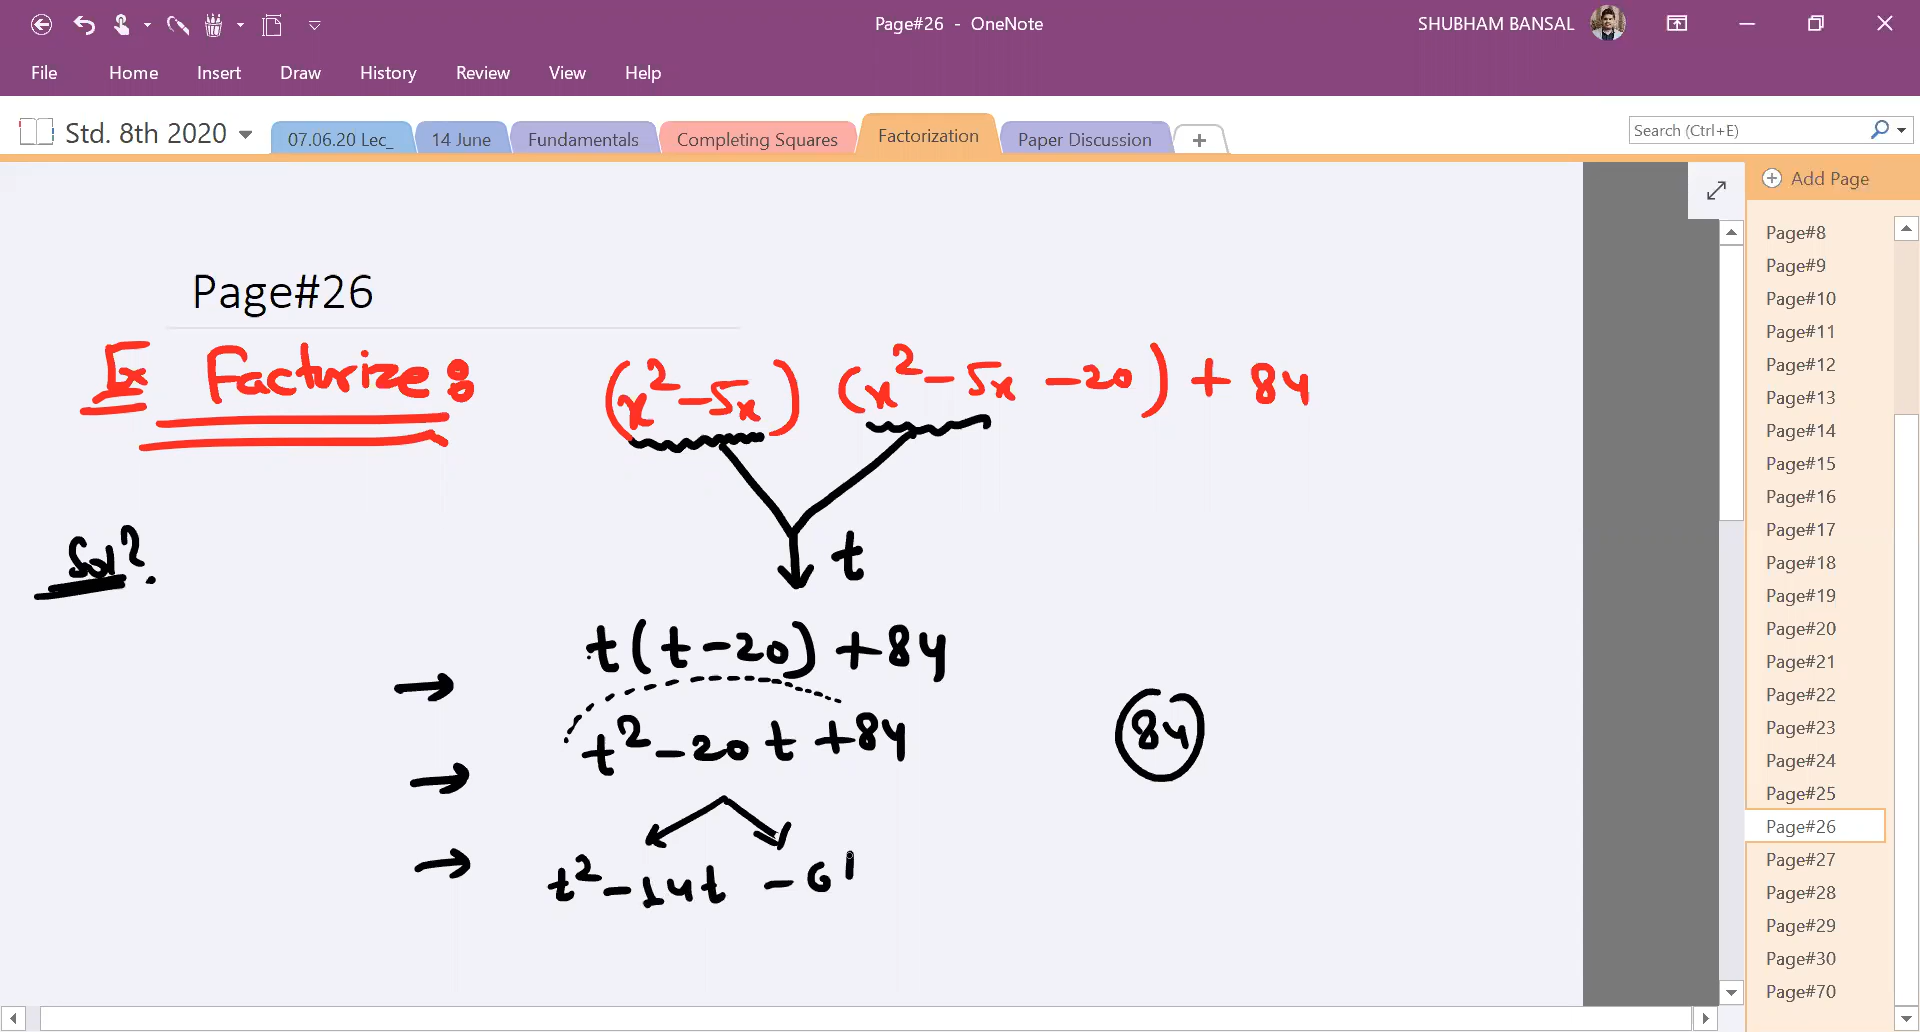 Page#26 - OneNote
SHUBHAM BANSAL
File Home Insert Draw History Review View Help
Std. 8th 2020
07.06.20 Lec_
14 June
Fundamentals
Completing Squares
Factorization
Paper Discussion
+
Search (Ctrl+E)
Add Page
Page#26
Ex Factorize:
(x²-5x) (x²-5x-20)+84
Sol?.
t
t(t-20)+84
→
t²-20t+84
→
84
→ t²-14t -6
Page#8
Page#9
Page#10
Page#11
Page#12
Page#13
Page#14
Page#15
Page#16
Page#17
Page#18
Page#19
Page#20
Page#21
Page#22
Page#23
Page#24
Page#25
Page#26
Page#27
Page#28
Page#29
Page#30
Page#70